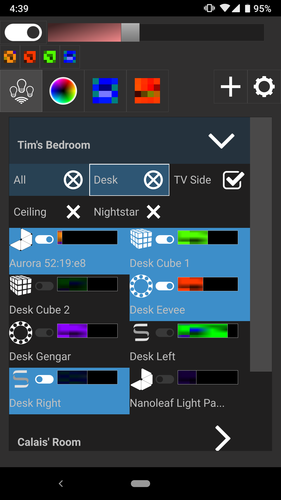 4:39 95%
Tim's Bedroom
All Desk TV Side
Ceiling Nightstar
Aurora 52:19:e8 Desk Cube 1
Desk Cube 2 Desk Eevee
Desk Gengar Desk Left
Desk Right Nanoleaf Light Pa...
Calais' Room